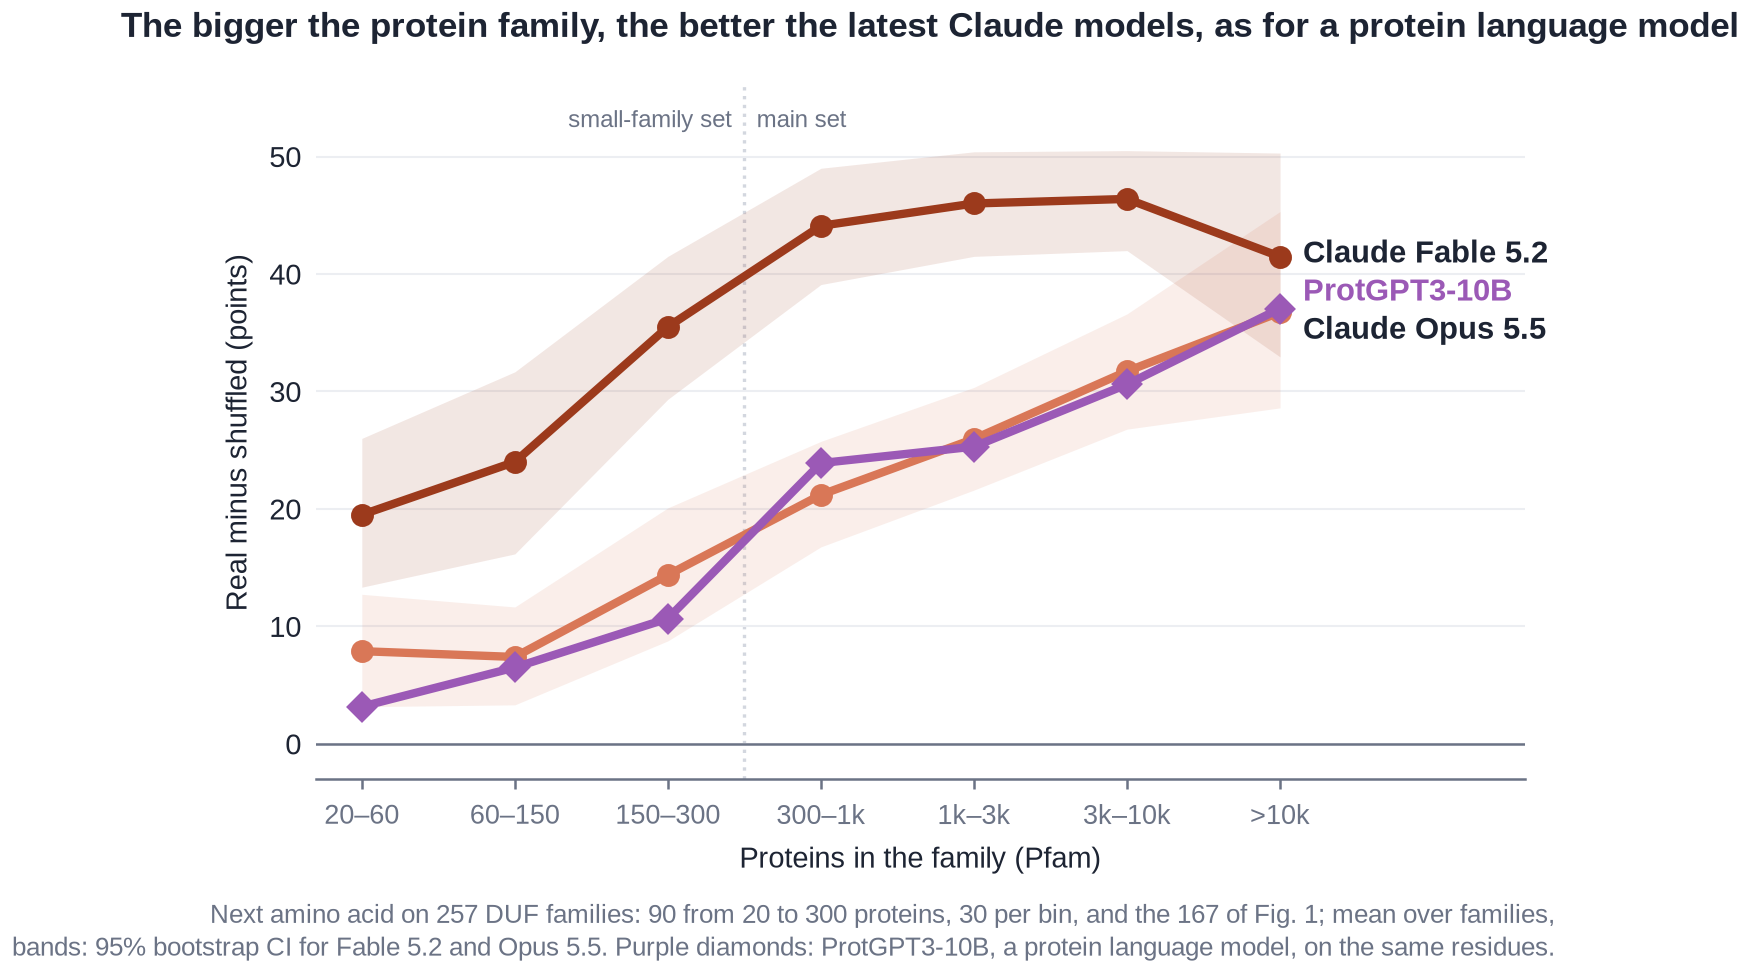 The bigger the protein family, the better the latest Claude models, as for a protein language model
small-family set
main set
50
40
30
20
10
0
Real minus shuffled (points)
Claude Fable 5.2
ProtGPT3-10B
Claude Opus 5.5
20–60
60–150
150–300
300–1k
1k–3k
3k–10k
>10k
Proteins in the family (Pfam)
Next amino acid on 257 DUF families: 90 from 20 to 300 proteins, 30 per bin, and the 167 of Fig. 1; mean over families,
bands: 95% bootstrap CI for Fable 5.2 and Opus 5.5. Purple diamonds: ProtGPT3-10B, a protein language model, on the same residues.